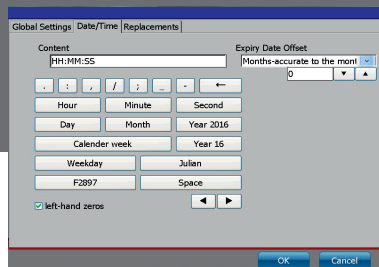 Global Settings Date/Time Replacements
Content Expiry Date Offset
HH:MM:SS Months-accurate to the mont
0
. : , / ; _ - ←
Hour Minute Second
Day Month Year 2016
Calender week Year 16
Weekday Julian
F2897 Space
left-hand zeros
OK Cancel